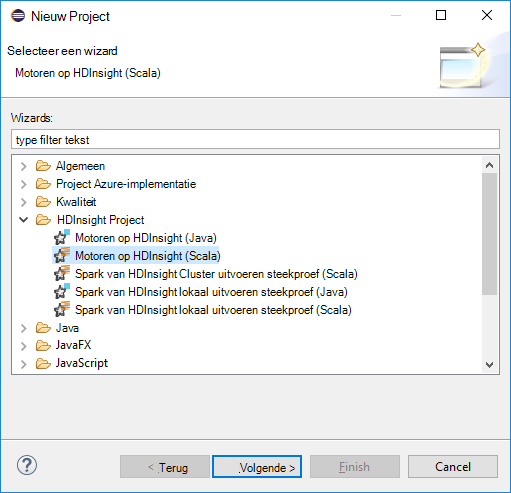 Nieuw Project
Selecteer een wizard
Motoren op HDInsight (Scala)
Wizards:
type filter tekst
Algemeen
Project Azure-implementatie
Kwaliteit
HDInsight Project
Motoren op HDInsight (Java)
Motoren op HDInsight (Scala)
Spark van HDInsight Cluster uitvoeren steekproef (Scala)
Spark van HDInsight lokaal uitvoeren steekproef (Java)
Spark van HDInsight lokaal uitvoeren steekproef (Scala)
Java
JavaFX
JavaScript
? < Terug Volgende > Finish Cancel